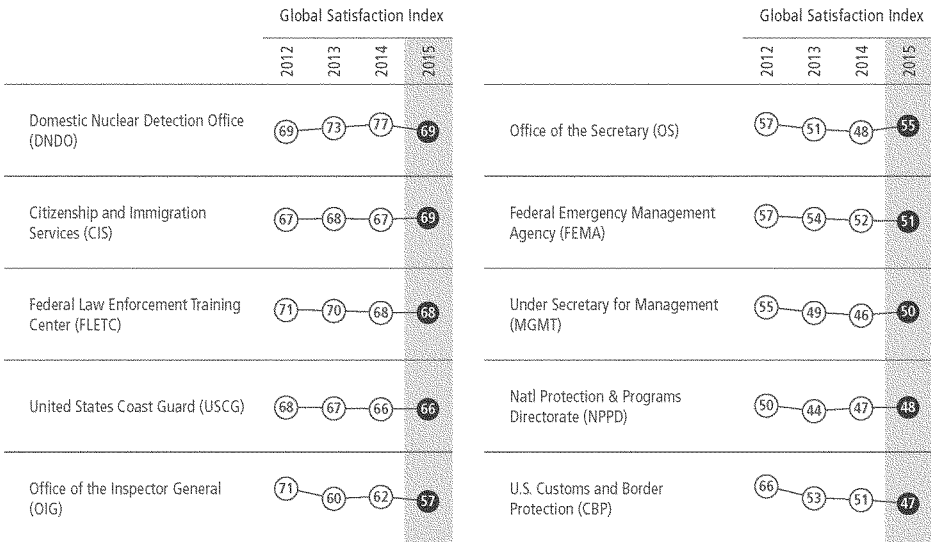 Global Satisfaction Index
2012 2013 2014 2015
Domestic Nuclear Detection Office
(DNDO)
69 73 77 69
Citizenship and Immigration
Services (CIS)
67 68 67 69
Federal Law Enforcement Training
Center (FLETC)
71 70 68 68
United States Coast Guard (USCG)
68 67 66 66
Office of the Inspector General
(OIG)
71 60 62 57
Global Satisfaction Index
2012 2013 2014 2015
Office of the Secretary (OS)
57 51 48 55
Federal Emergency Management
Agency (FEMA)
57 54 52 51
Under Secretary for Management
(MGMT)
55 49 46 50
Natl Protection & Programs
Directorate (NPPD)
50 44 47 48
U.S. Customs and Border
Protection (CBP)
66 53 51 47